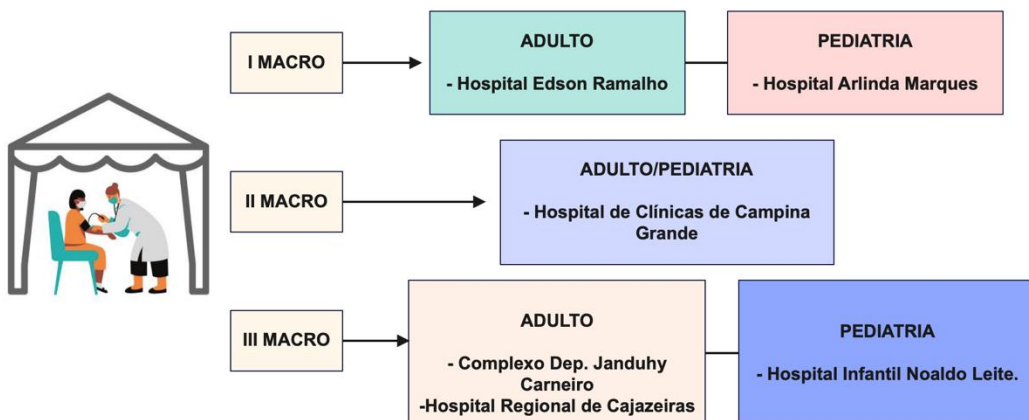 I MACRO
ADULTO
- Hospital Edson Ramalho
PEDIATRIA
- Hospital Arlinda Marques
II MACRO
ADULTO/PEDIATRIA
- Hospital de Clínicas de Campina
Grande
III MACRO
ADULTO
- Complexo Dep. Janduhy
Carneiro
-Hospital Regional de Cajazeiras
PEDIATRIA
- Hospital Infantil Noaldo Leite.